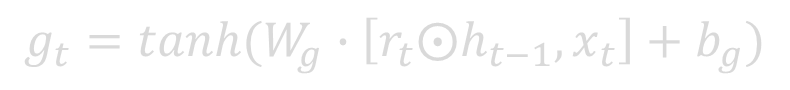 g_t = tanh(W_g · [r_t⊙h_{t−1}, x_t] + b_g)